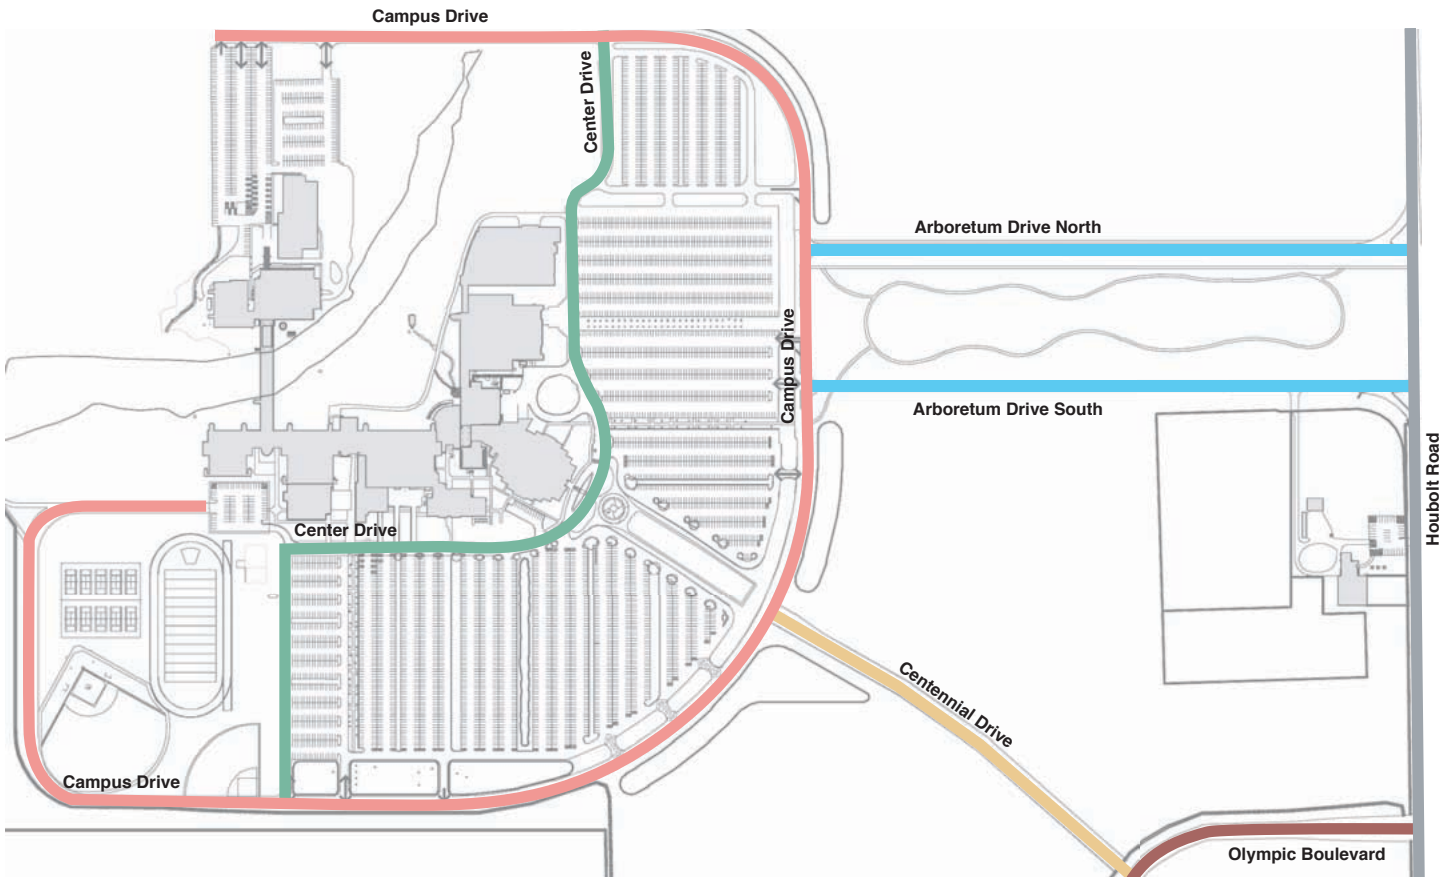 Campus Drive
Center Drive
Arboretum Drive North
Campus Drive
Arboretum Drive South
Houbolt Road
Center Drive
Centennial Drive
Campus Drive
Olympic Boulevard